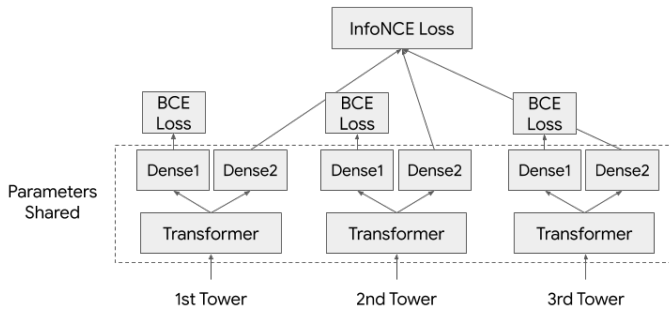 InfoNCE Loss
BCE
Loss
BCE
Loss
BCE
Loss
Dense1
Dense2
Dense1
Dense2
Dense1
Dense2
Parameters
Shared
Transformer
Transformer
Transformer
1st Tower
2nd Tower
3rd Tower